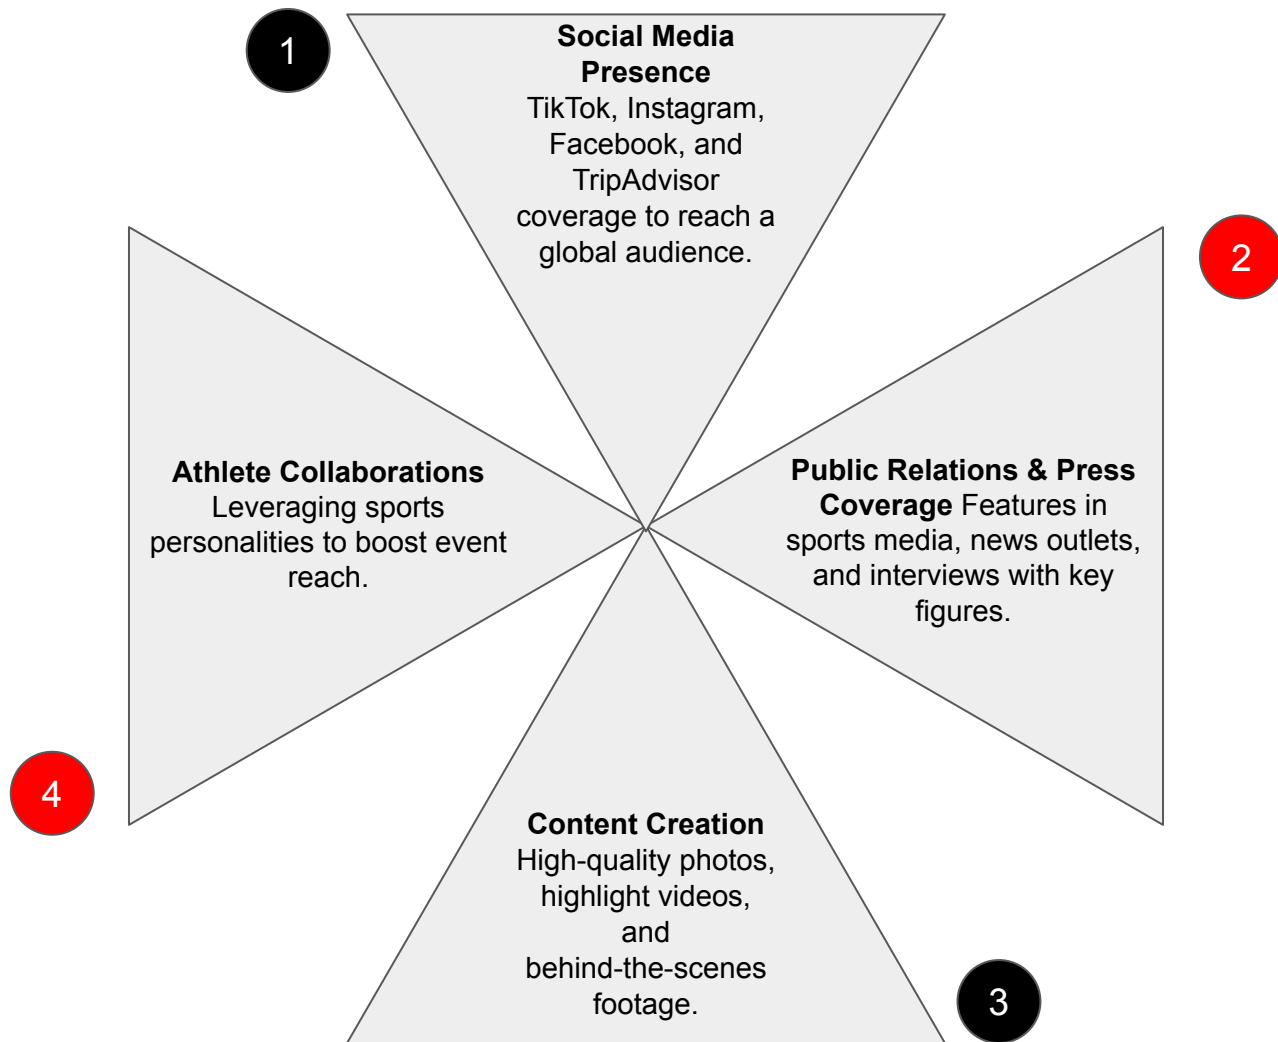 1
Social Media
Presence
TikTok, Instagram,
Facebook, and
TripAdvisor
coverage to reach a
global audience.
2
Public Relations & Press
Coverage Features in
sports media, news outlets,
and interviews with key
figures.
3
Content Creation
High-quality photos,
highlight videos,
and
behind-the-scenes
footage.
4
Athlete Collaborations
Leveraging sports
personalities to boost event
reach.